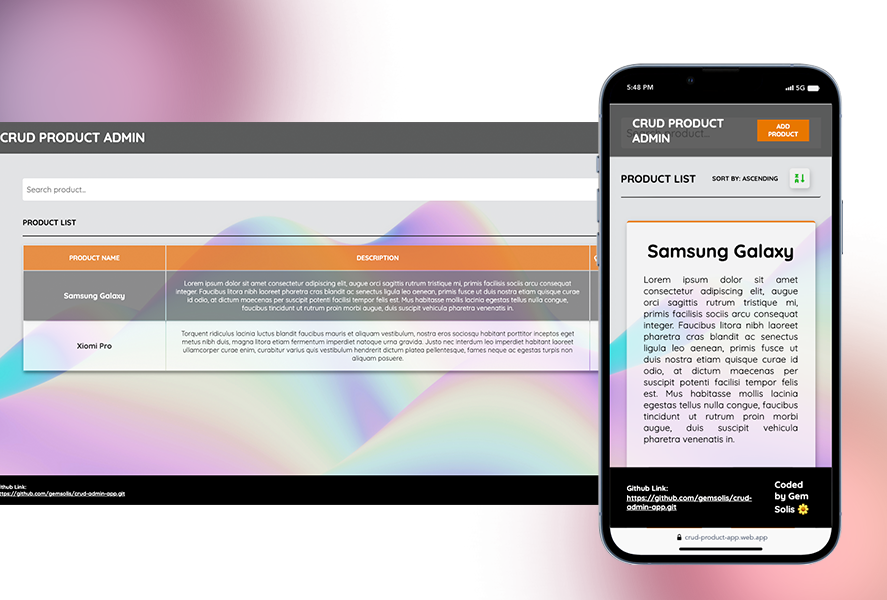 CRUD PRODUCT ADMIN
Search product...
PRODUCT LIST
PRODUCT NAME
DESCRIPTION
Samsung Galaxy
Lorem ipsum dolor sit amet consectetur adipiscing elit, augue orci sagittis rutrum tristique mi, primis facilisis sociis arcu consequat
integer. Faucibus litora nibh laoreet pharetra cras blandit ac senectus ligula leo aenean, primis fusce ut duis nostra etiam quisque curae
id odio, at dictum maecenas per suscipit potenti facilisi tempor felis est. Mus habitasse mollis lacinia egestas tellus nulla congue,
faucibus tincidunt ut rutrum proin morbi augue, duis suscipit vehicula pharetra venenatis in.
Xiomi Pro
Torquent ridiculus lacinia luctus blandit faucibus mauris et aliquam vestibulum, nostra eros sociosqu habitant porttitor inceptos eget
metus nibh duis, magna litora etiam fermentum imperdiet natoque urna gravida. Justo nec interdum leo imperdiet habitant laoreet
ullamcorper curae enim, curabitur varius quis vestibulum hendrerit dictum platea pellentesque, fames neque ac egestas turpis non
aliquam posuere.
ithub Link:
ttps://github.com/gemsolis/crud-admin-app.git
5:48 PM
5G
CRUD PRODUCT
ADMIN
Search product...
ADD
PRODUCT
PRODUCT LIST
SORT BY: ASCENDING
Samsung Galaxy
Lorem ipsum dolor sit amet
consectetur adipiscing elit, augue
orci sagittis rutrum tristique mi,
primis facilisis sociis arcu consequat
integer. Faucibus litora nibh laoreet
pharetra cras blandit ac senectus
ligula leo aenean, primis fusce ut
duis nostra etiam quisque curae id
odio, at dictum maecenas per
suscipit potenti facilisi tempor felis
est. Mus habitasse mollis lacinia
egestas tellus nulla congue, faucibus
tincidunt ut rutrum proin morbi
augue, duis suscipit vehicula
pharetra venenatis in.
Github Link:
https://github.com/gemsolis/crud-
admin-app.git
Coded
by Gem
Solis
crud-product-app.web.app